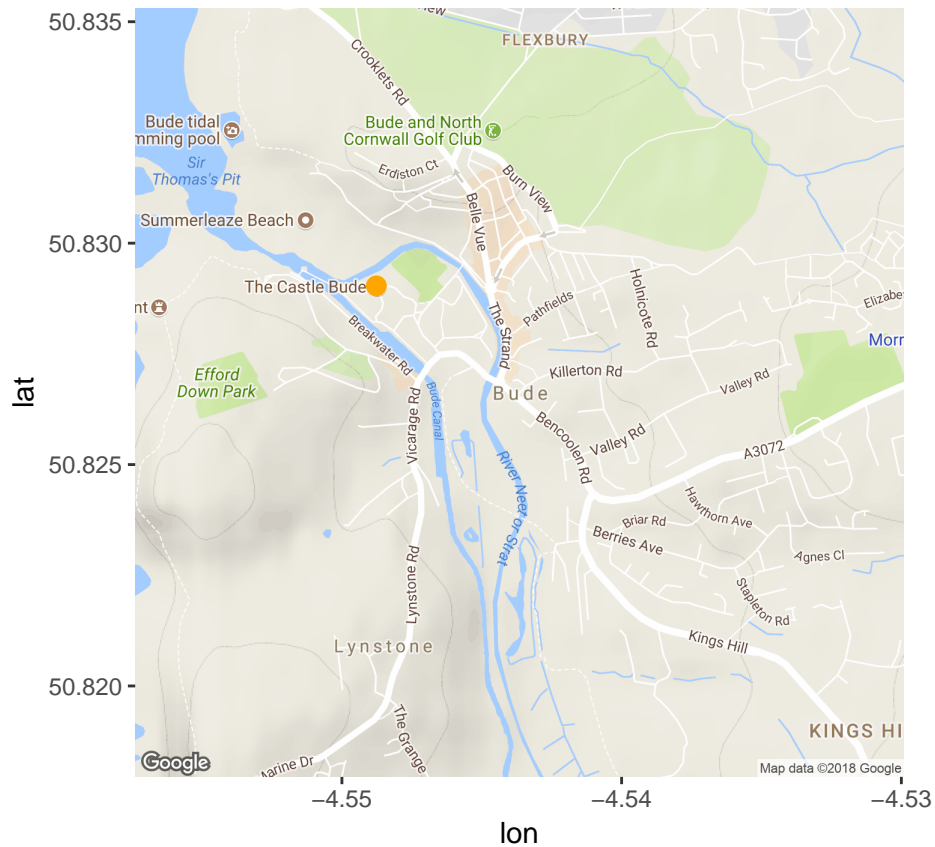 50.835
50.830
50.825
50.820
lat
FLEXBURY
Crooklets Rd
Bude tidal
mming pool
Bude and North
Cornwall Golf Club
Sir
Thomas's Pit
Erdiston Ct
Burn View
Belle Vue
Summerleaze Beach
The Castle Bude
nt
Pathfields
Holnicote Rd
Elizabe
The Strand
Breakwater Rd
Morr
Efford
Down Park
Killerton Rd
Valley Rd
Bude
Vicarage Rd
Bude Canal
Bencoolen Rd
Valley Rd
A3072
River Neet or Strat
Hawthorn Ave
Briar Rd
Berries Ave
Agnes Cl
Lynstone Rd
Stapleton Rd
Lynstone
Kings Hill
The Grange
KINGS HI
Marine Dr
Google
Map data ©2018 Google
−4.55
−4.54
−4.53
lon